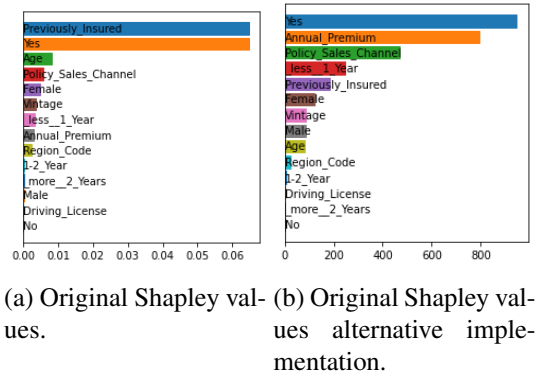 Previously_Insured
Yes
Age
Policy_Sales_Channel
Female
Vintage
_less__1_Year
Annual_Premium
Region_Code
1-2_Year
_more__2_Years
Male
Driving_License
No
0.00 0.01 0.02 0.03 0.04 0.05 0.06
(a) Original Shapley val-
ues.
Yes
Annual_Premium
Policy_Sales_Channel
_less__1_Year
Previously_Insured
Female
Vintage
Male
Age
Region_Code
1-2_Year
Driving_License
_more__2_Years
No
0 200 400 600 800
(b) Original Shapley val-
ues alternative imple-
mentation.